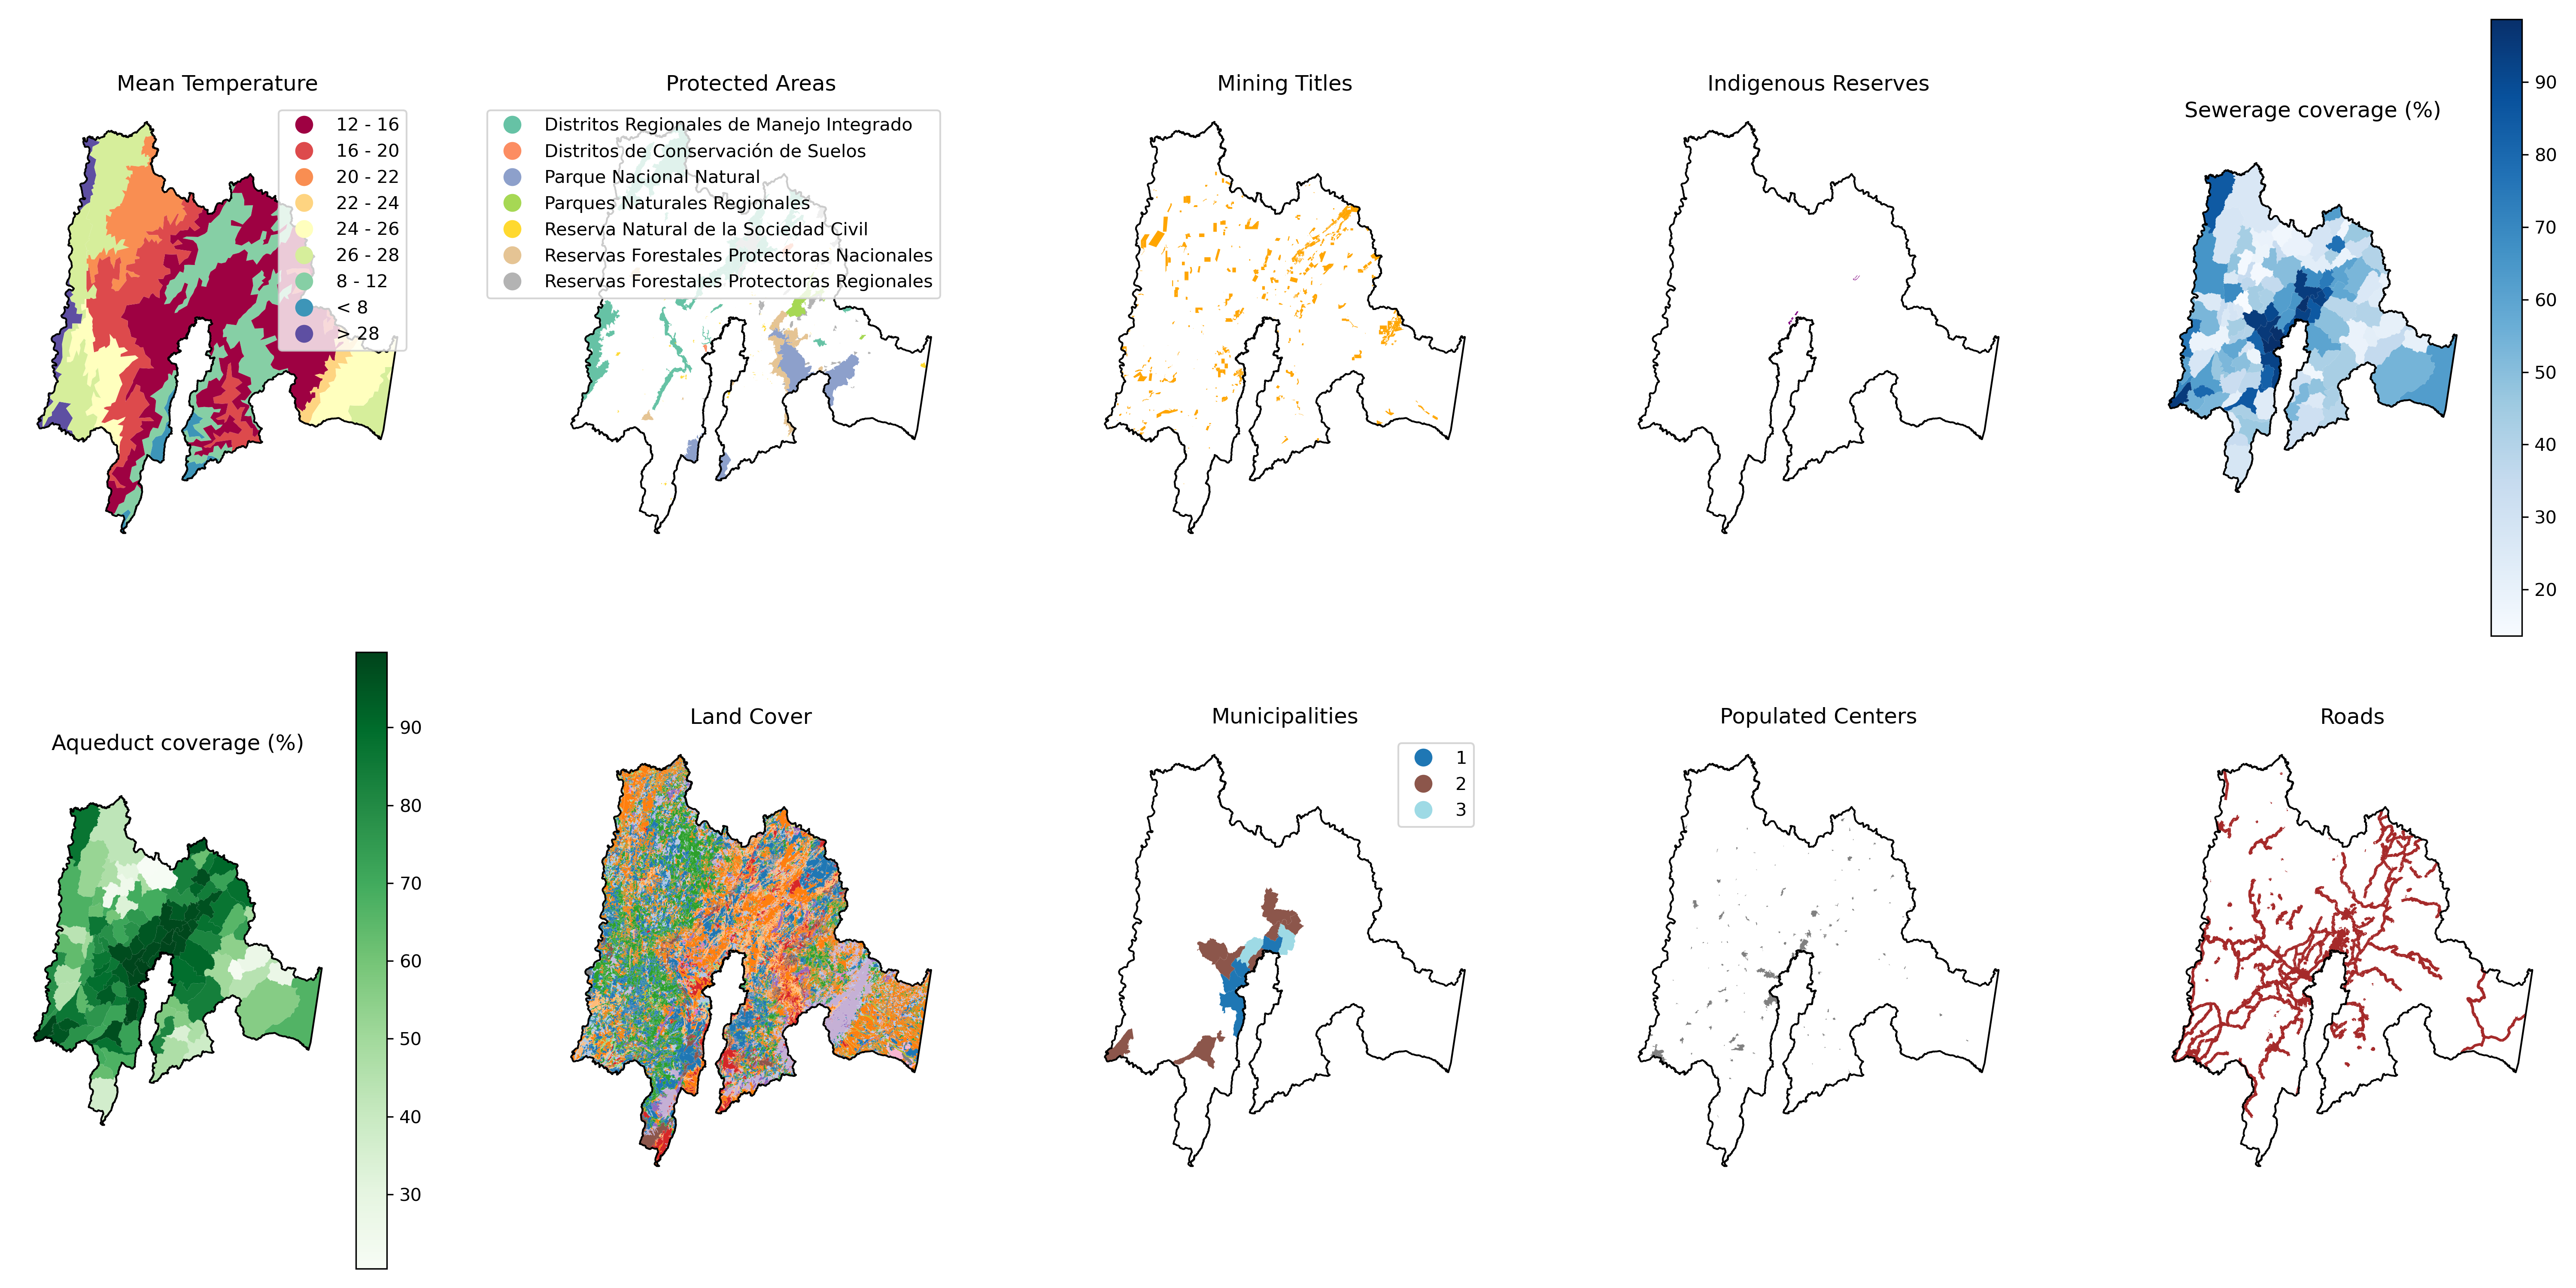 Mean Temperature
12 - 16
16 - 20
20 - 22
22 - 24
24 - 26
26 - 28
8 - 12
< 8
> 28
Protected Areas
Distritos Regionales de Manejo Integrado
Distritos de Conservación de Suelos
Parque Nacional Natural
Parques Naturales Regionales
Reserva Natural de la Sociedad Civil
Reservas Forestales Protectoras Nacionales
Reservas Forestales Protectoras Regionales
Mining Titles
Indigenous Reserves
Sewerage coverage (%)
90
80
70
60
50
40
30
20
Aqueduct coverage (%)
90
80
70
60
50
40
30
Land Cover
Municipalities
1
2
3
Populated Centers
Roads